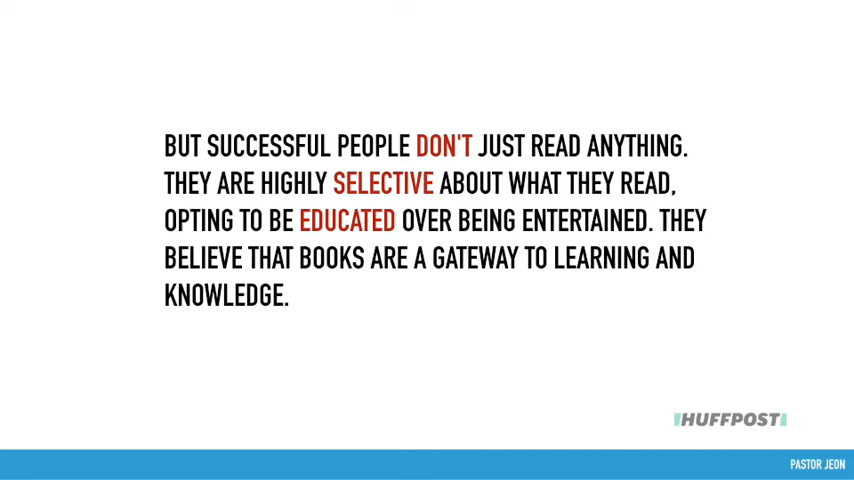 BUT SUCCESSFUL PEOPLE DON'T JUST READ ANYTHING.
THEY ARE HIGHLY SELECTIVE ABOUT WHAT THEY READ,
OPTING TO BE EDUCATED OVER BEING ENTERTAINED. THEY
BELIEVE THAT BOOKS ARE A GATEWAY TO LEARNING AND
KNOWLEDGE.
HUFFPOST
PASTOR JEON